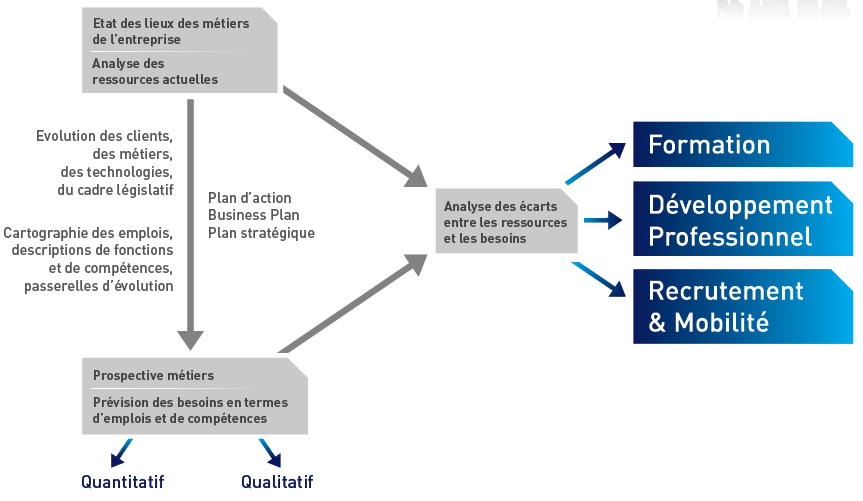 Etat des lieux des métiers
de l’entreprise
Analyse des
ressources actuelles
Evolution des clients,
des métiers,
des technologies,
du cadre législatif
Cartographie des emplois,
descriptions de fonctions
et de compétences,
passerelles d’évolution
Plan d’action
Business Plan
Plan stratégique
Prospective métiers
Prévision des besoins en termes
d’emplois et de compétences
Quantitatif
Qualitatif
Analyse des écarts
entre les ressources
et les besoins
Formation
Développement
Professionnel
Recrutement
& Mobilité